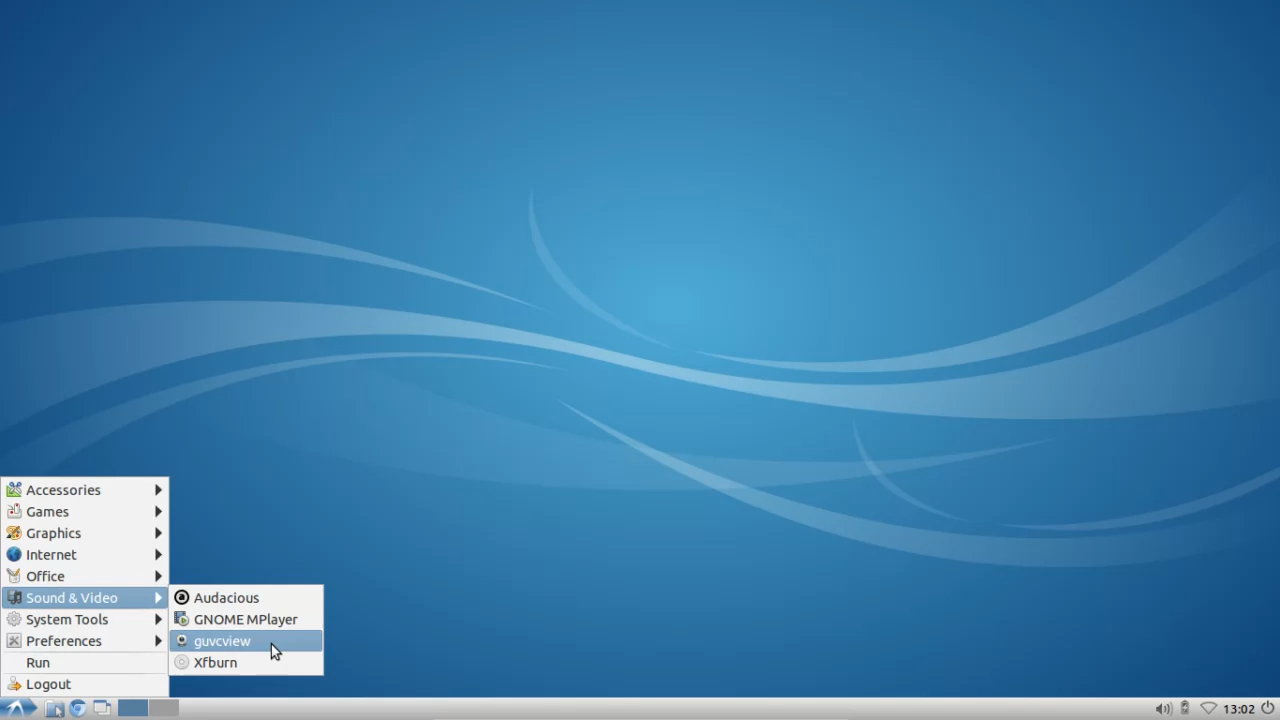 Accessories
Games
Graphics
Internet
Office
Sound & Video
System Tools
Preferences
Run
Logout
Audacious
GNOME MPlayer
guvcview
Xfburn
13:02